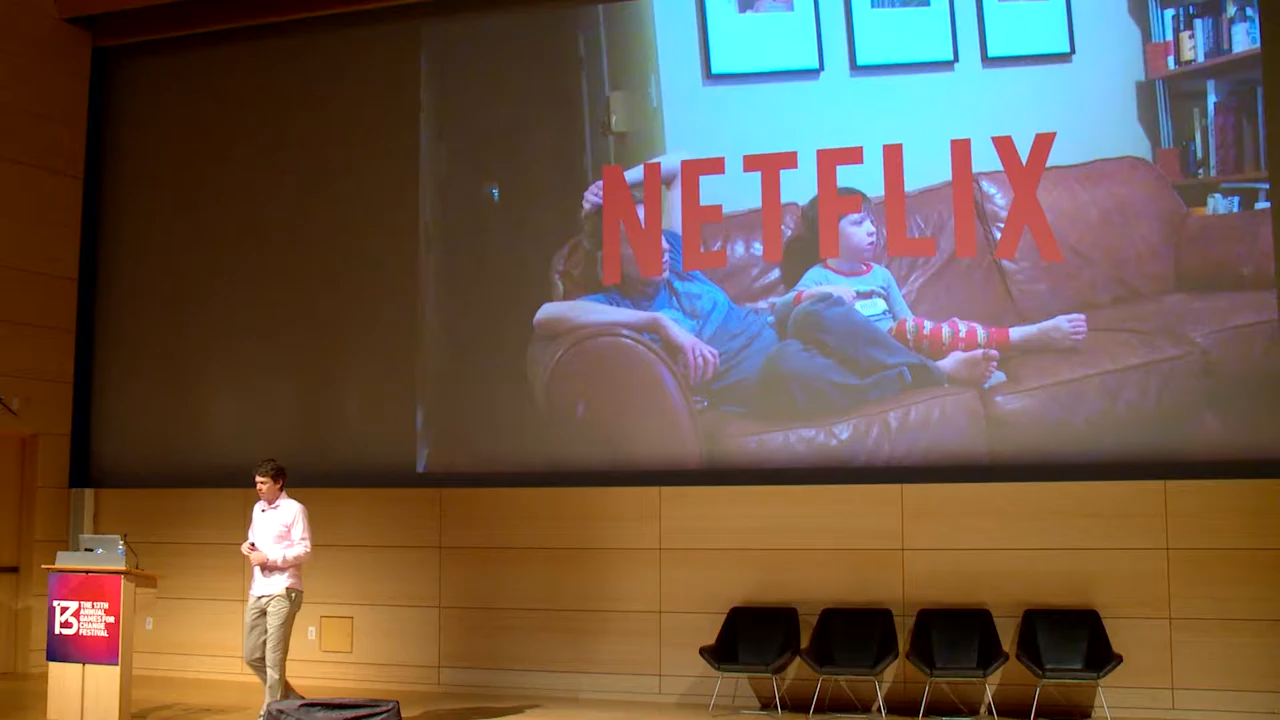 NETFLIX
13
THE 13TH
ANNUAL
GAMES FOR
CHANGE
FESTIVAL